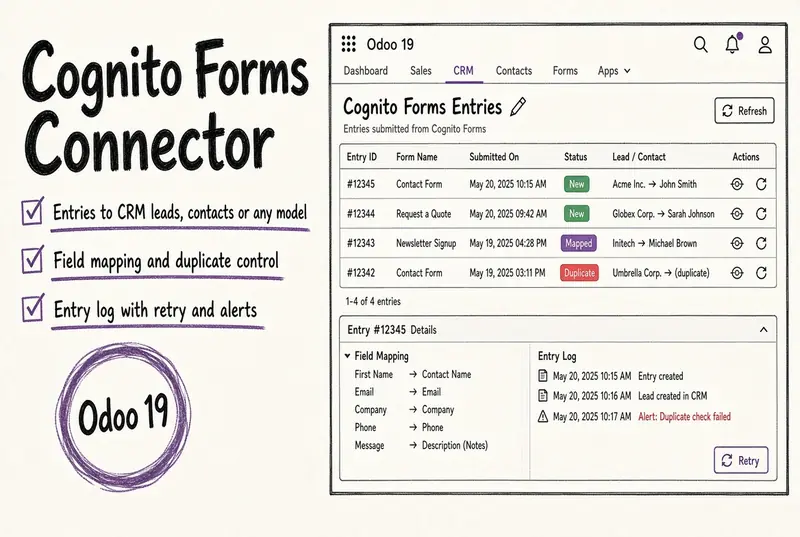 Cognito Forms
Connector
Entries to CRM leads, contacts or any model
Field mapping and duplicate control
Entry log with retry and alerts
Odoo 19
Odoo 19
Dashboard Sales CRM Contacts Forms Apps
Cognito Forms Entries
Entries submitted from Cognito Forms
Refresh
Entry ID Form Name Submitted On Status Lead / Contact Actions
#12345 Contact Form May 20, 2025 10:15 AM New Acme Inc. → John Smith
#12344 Request a Quote May 20, 2025 09:42 AM New Globex Corp. → Sarah Johnson
#12343 Newsletter Signup May 19, 2025 04:28 PM Mapped Initech → Michael Brown
#12342 Contact Form May 19, 2025 03:11 PM Duplicate Umbrella Corp. → (duplicate)
1-4 of 4 entries
Entry #12345 Details
Field Mapping
First Name → Contact Name
Email → Email
Company → Company
Phone → Phone
Message → Description (Notes)
Entry Log
May 20, 2025 10:15 AM Entry created
May 20, 2025 10:16 AM Lead created in CRM
May 20, 2025 10:17 AM Alert: Duplicate check failed
Retry